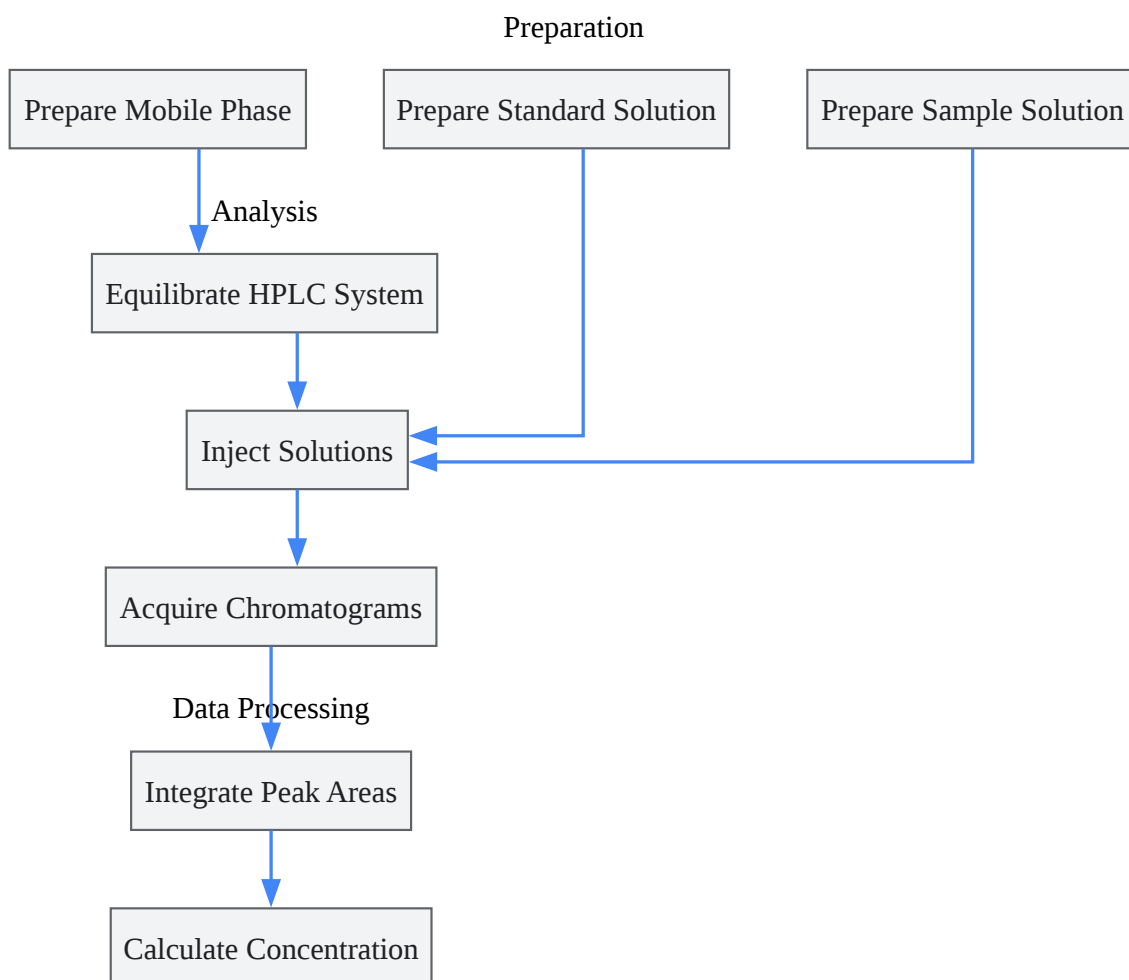 Preparation
Prepare Mobile Phase
Prepare Standard Solution
Prepare Sample Solution
Analysis
Equilibrate HPLC System
Inject Solutions
Acquire Chromatograms
Data Processing
Integrate Peak Areas
Calculate Concentration